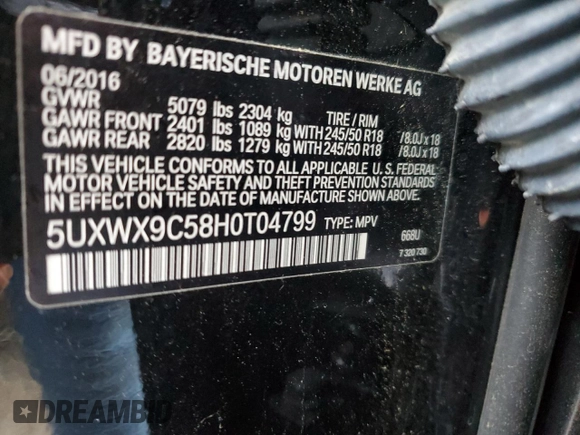 MFD BY BAYERISCHE MOTOREN WERKE AG
06/2016
GVWR 5079 lbs 2304 kg TIRE / RIM
GAWR FRONT 2401 lbs 1089 kg WITH 245/50 R18 /8.0J x 18
GAWR REAR 2820 lbs 1279 kg WITH 245/50 R18 /8.0J x 18
THIS VEHICLE CONFORMS TO ALL APPLICABLE U.S. FEDERAL
MOTOR VEHICLE SAFETY AND THEFT PREVENTION STANDARDS
IN EFFECT ON THE DATE OF MANUFACTURE SHOWN ABOVE.
5UXWX9C58H0T04799 TYPE: MPV
668U
7 320 730
DREAMBID